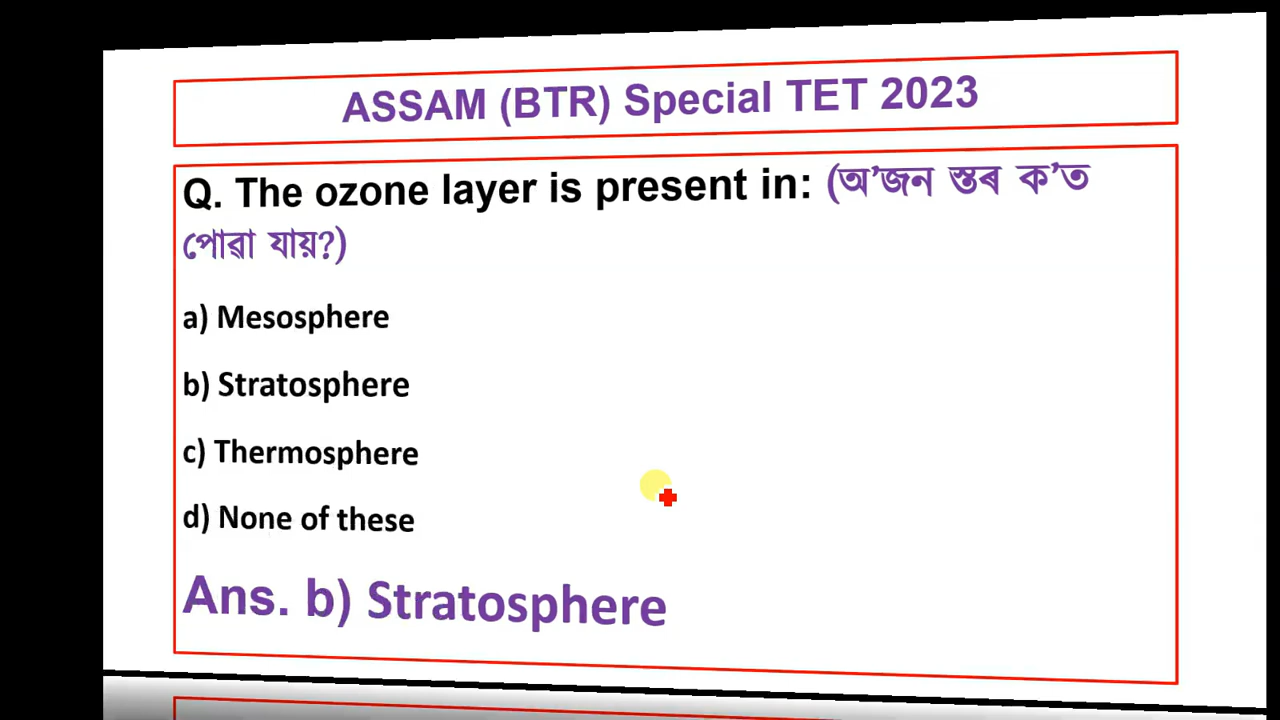 ASSAM (BTR) Special TET 2023
Q. The ozone layer is present in: (অ’জন স্তৰ ক’ত
পোৱা যায়?)
a) Mesosphere
b) Stratosphere
c) Thermosphere
d) None of these
Ans. b) Stratosphere